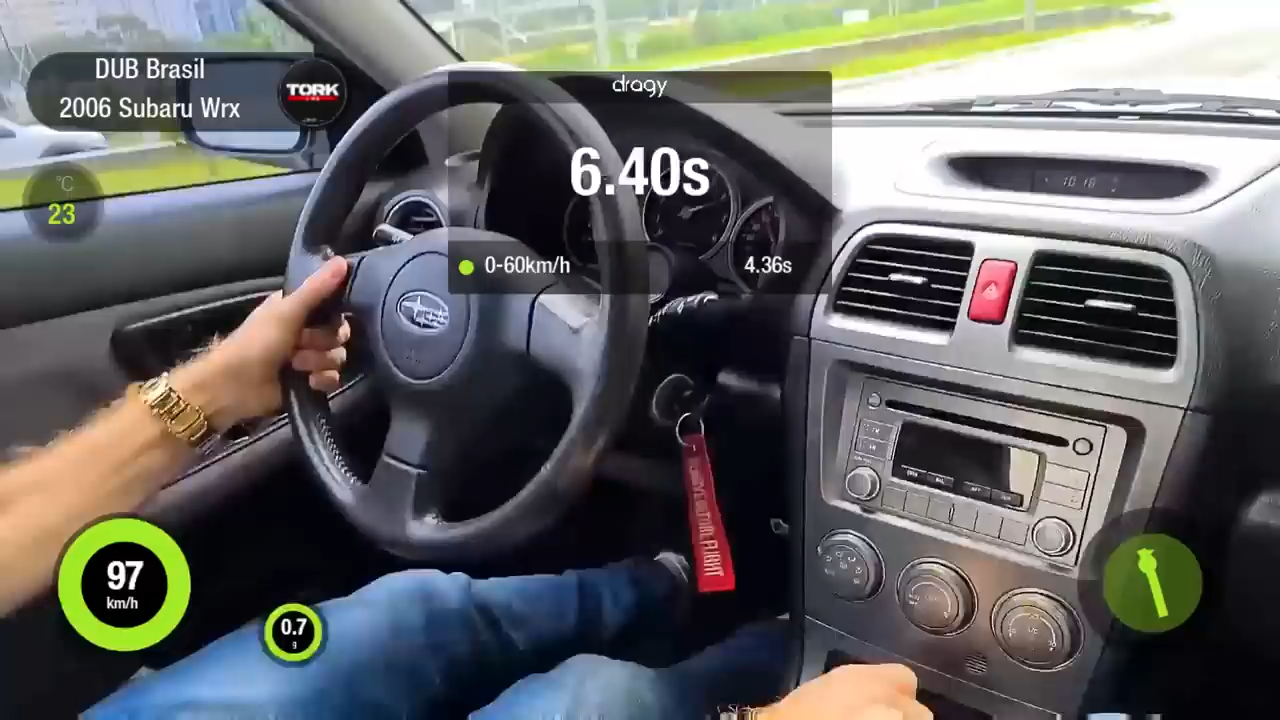 DUB Brasil
2006 Subaru Wrx
TORK
dragy
6.40s
0-60km/h 4.36s
°C
23
97
km/h
0.7
g